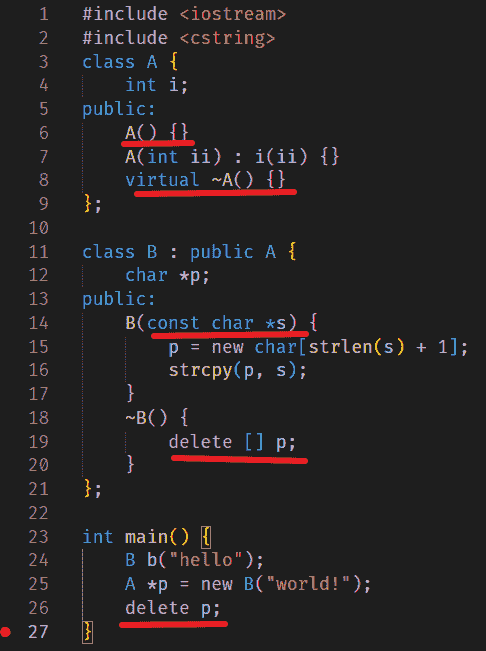 1 #include <iostream>
2 #include <cstring>
3 class A {
4     int i;
5 public:
6     A() {}
7     A(int ii) : i(ii) {}
8     virtual ~A() {}
9 };
10
11 class B : public A {
12     char *p;
13 public:
14     B(const char *s) {
15         p = new char[strlen(s) + 1];
16         strcpy(p, s);
17     }
18     ~B() {
19         delete [] p;
20     }
21 };
22
23 int main() {
24     B b("hello");
25     A *p = new B("world!");
26     delete p;
27 }